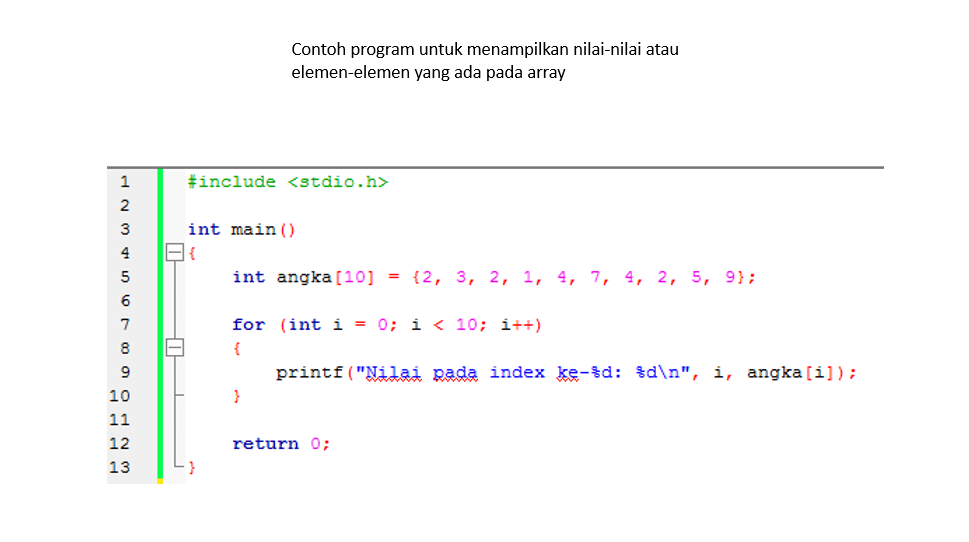 Contoh program untuk menampilkan nilai-nilai atau
elemen-elemen yang ada pada array
1 #include <stdio.h>
2
3 int main()
4 {
5 int angka[10] = {2, 3, 2, 1, 4, 7, 4, 2, 5, 9};
6
7 for (int i = 0; i < 10; i++)
8 {
9 printf("Nilai pada index ke-%d: %d\n", i, angka[i]);
10 }
11
12 return 0;
13 }